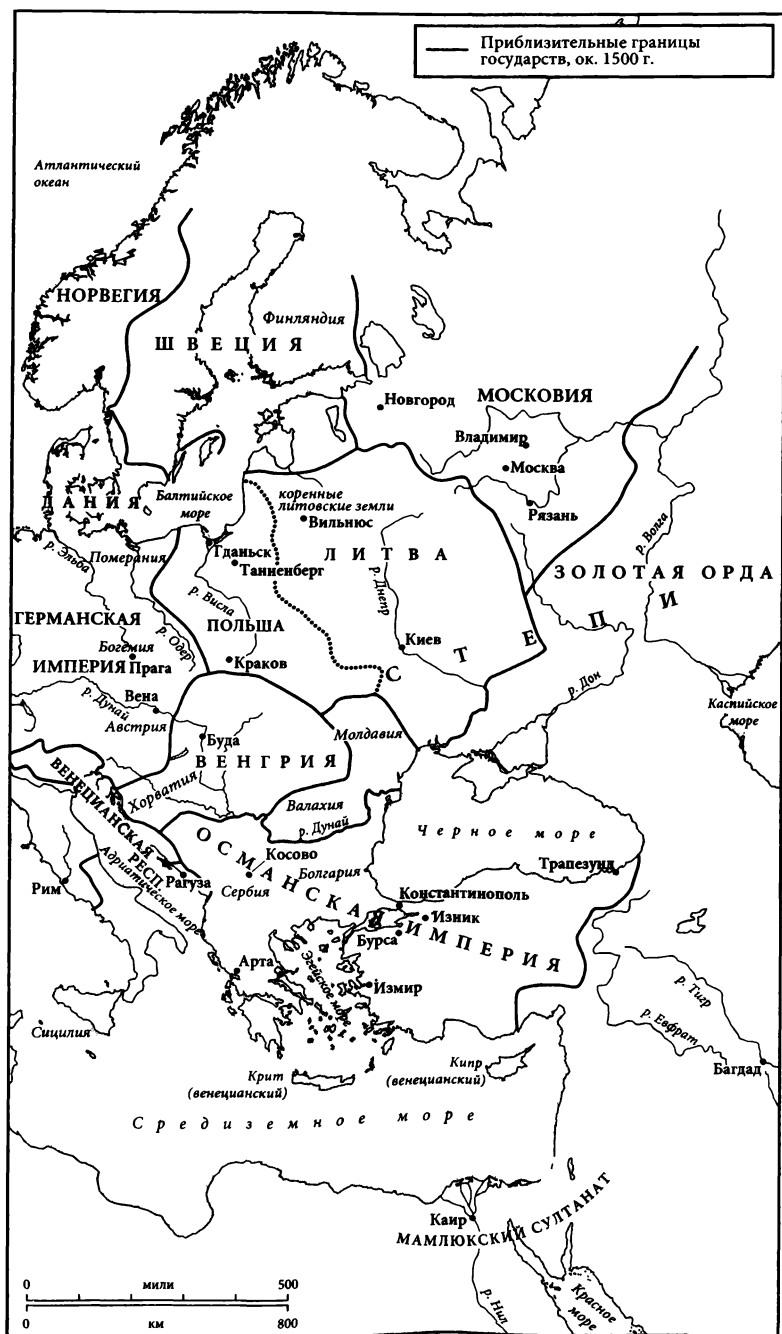 Приблизительные границы
государств, ок. 1500 г.
Атлантический
океан
НОРВЕГИЯ
Финляндия
ШВЕЦИЯ
Новгород
МОСКОВИЯ
Владимир
Москва
Рязань
ДАНИЯ
Балтийское
море
коренные
литовские земли
Вильнюс
ЛИТВА
р. Волга
р. Эльба
Померания
Гданьск
Танненберг
р. Днепр
ЗОЛОТАЯ ОРДА
р. Висла
ГЕРМАНСКАЯ
ИМПЕРИЯ
р. Одер
ПОЛЬША
Богемия
Прага
Краков
Киев
СТЕПИ
р. Дон
Вена
р. Дунай
Австрия
Каспийское
море
Буда
ВЕНГРИЯ
Молдавия
Хорватия
ВЕНЕЦИАНСКАЯ
РЕСП.
Валахия
р. Дунай
Черное море
ОСМАНСКАЯ ИМПЕРИЯ
Косово
Болгария
Трапезунд
Рим
Адриатическое море
Рагуза
Сербия
Константинополь
Изник
Бурса
Арта
Эгейское море
Измир
р. Тигр
р. Евфрат
Багдад
Сицилия
Крит
(венецианский)
Кипр
(венецианский)
Средиземное море
Каир
МАМЛЮКСКИЙ СУЛТАНАТ
р. Нил
Красное
море
0 мили 500
0 км 800